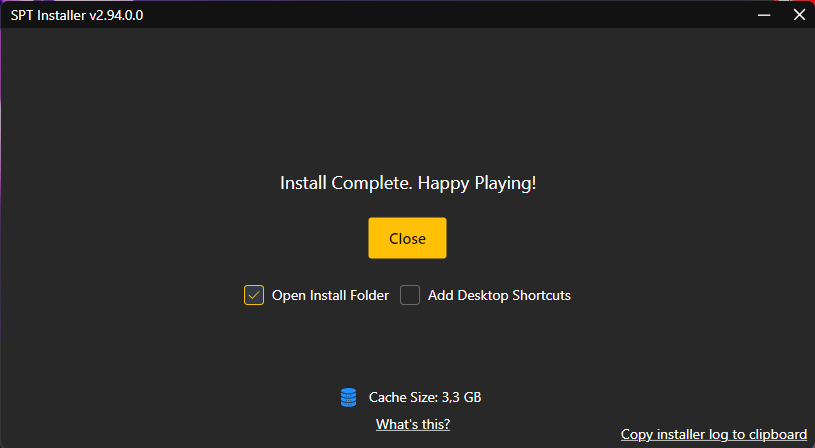 SPT Installer v2.94.0.0
Install Complete. Happy Playing!
Close
Open Install Folder
Add Desktop Shortcuts
Cache Size: 3,3 GB
What's this?
Copy installer log to clipboard